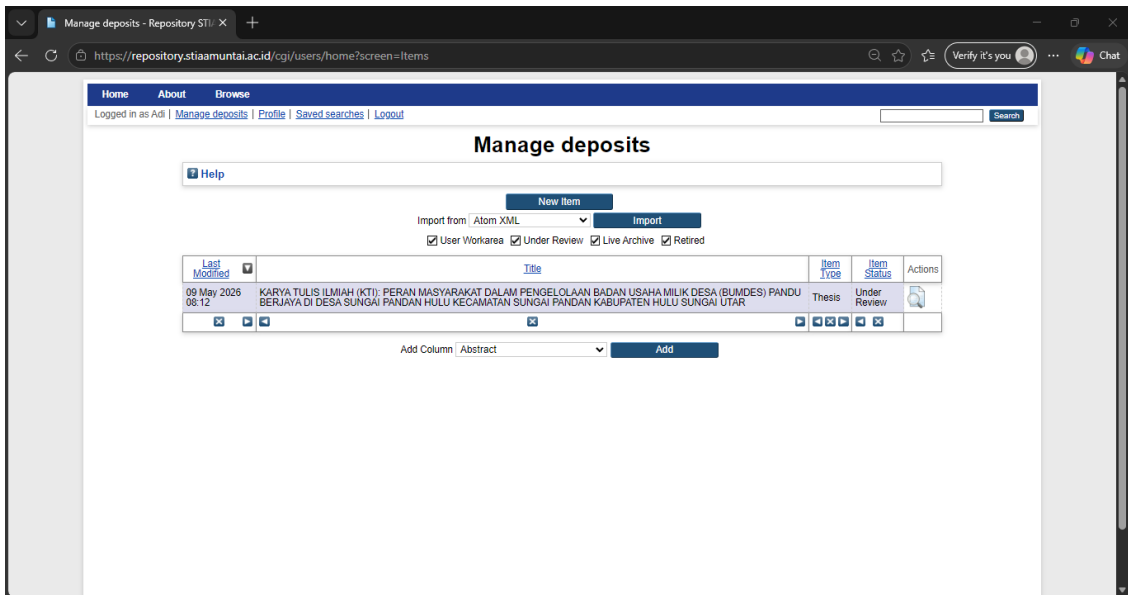 Manage deposits - Repository STIA
https://repository.stiaamuntai.ac.id/cgi/users/home?screen=Items
Verify it's you
Chat
Home About Browse
Logged in as Adi | Manage deposits | Profile | Saved searches | Logout
Search
Manage deposits
? Help
New Item
Import from Atom XML Import
User Workarea Under Review Live Archive Retired
Last Modified Title Item Type Item Status Actions
09 May 2026 08:12 KARYA TULIS ILMIAH (KTI): PERAN MASYARAKAT DALAM PENGELOLAAN BADAN USAHA MILIK DESA (BUMDES) PANDU Thesis Under Review
BERJAYA DI DESA SUNGAI PANDAN HULU KECAMATAN SUNGAI PANDAN KABUPATEN HULU SUNGAI UTAR
Add Column Abstract Add